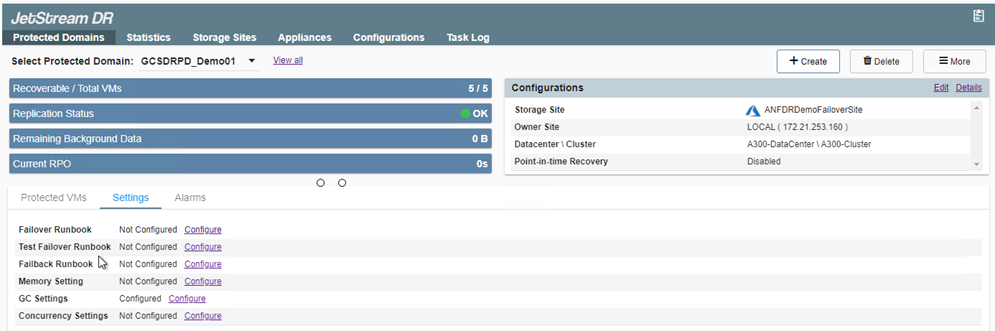 JetStream DR
Protected Domains Statistics Storage Sites Appliances Configurations Task Log
Select Protected Domain: GCSDRPD_Demo01 View all
+ Create Delete More
Recoverable / Total VMs 5 / 5
Replication Status OK
Remaining Background Data 0 B
Current RPO 0s
Configurations Edit Details
Storage Site ANFDRDemoFailoverSite
Owner Site LOCAL ( 172.21.253.160 )
Datacenter \ Cluster A300-DataCenter \ A300-Cluster
Point-in-time Recovery Disabled
Protected VMs Settings Alarms
Failover Runbook Not Configured Configure
Test Failover Runbook Not Configured Configure
Failback Runbook Not Configured Configure
Memory Setting Not Configured Configure
GC Settings Configured Configure
Concurrency Settings Not Configured Configure